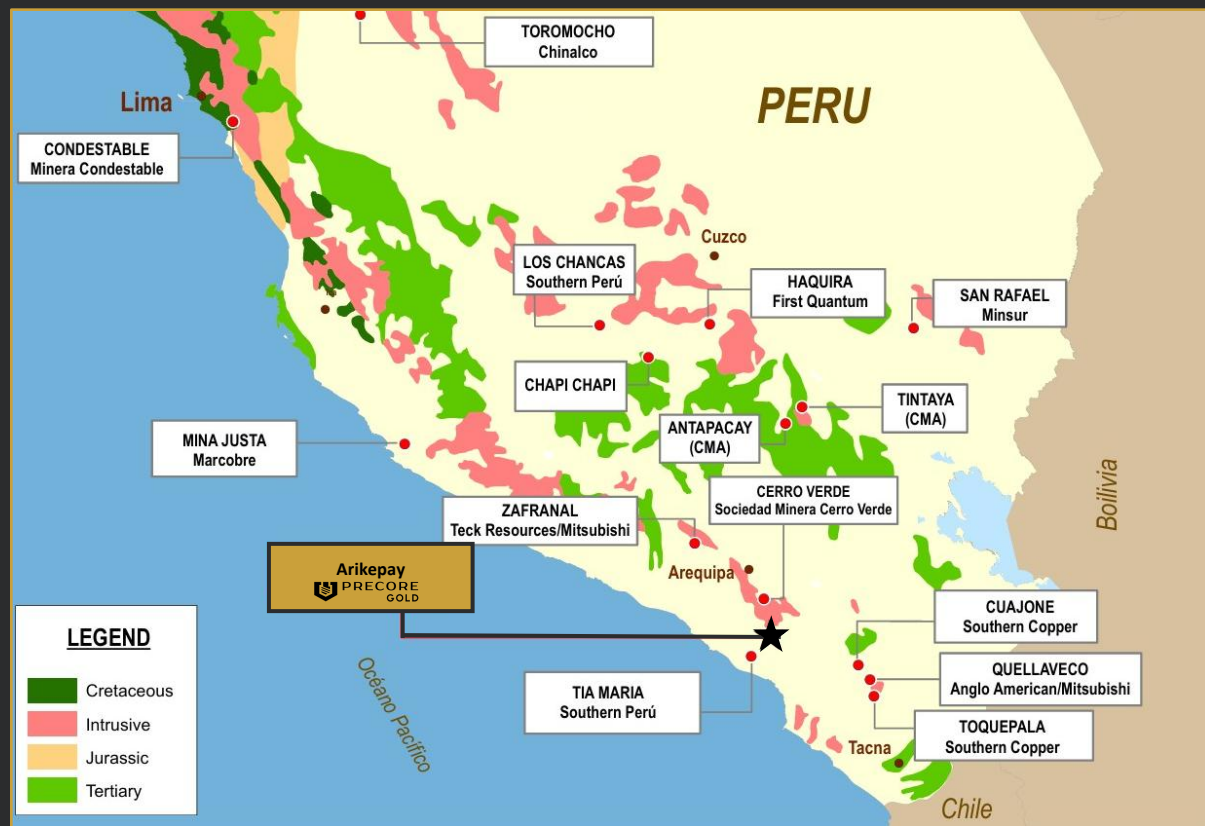 TOROMOCHO
Chinalco
PERU
Lima
CONDESTABLE
Minera Condestable
Cuzco
LOS CHANCAS
Southern Perú
HAQUIRA
First Quantum
SAN RAFAEL
Minsur
CHAPI CHAPI
TINTAYA
(CMA)
ANTAPACAY
(CMA)
MINA JUSTA
Marcobre
CERRO VERDE
Sociedad Minera Cerro Verde
Boilivia
ZAFRANAL
Teck Resources/Mitsubishi
Arikepay
PRECORE
GOLD
Arequipa
CUAJONE
Southern Copper
QUELLAVECO
Anglo American/Mitsubishi
TIA MARIA
Southern Perú
TOQUEPALA
Southern Copper
Tacna
Océano Pacífico
Chile
LEGEND
Cretaceous
Intrusive
Jurassic
Tertiary